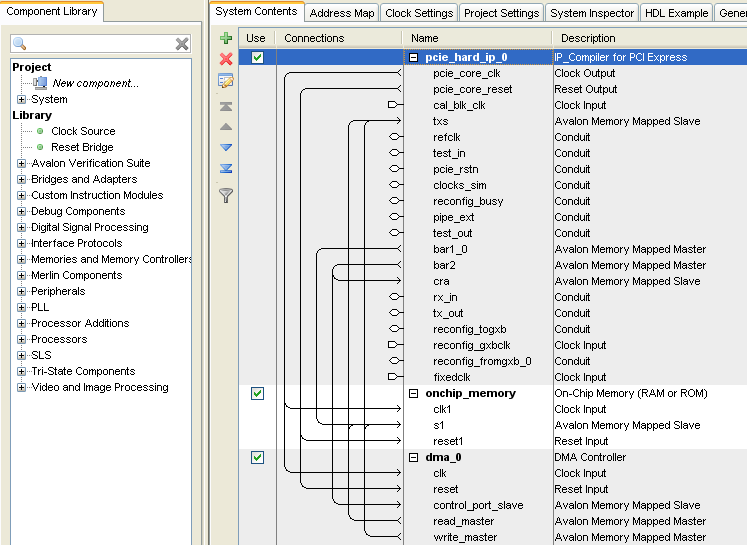 Component Library
Project
New component...
System
Library
Clock Source
Reset Bridge
Avalon Verification Suite
Bridges and Adapters
Custom Instruction Modules
Debug Components
Digital Signal Processing
Interface Protocols
Memories and Memory Controllers
Merlin Components
Peripherals
PLL
Processor Additions
Processors
SLS
Tri-State Components
Video and Image Processing
System Contents Address Map Clock Settings Project Settings System Inspector HDL Example Gener
Use Connections Name Description
pcie_hard_ip_0 IP_Compiler for PCI Express
pcie_core_clk Clock Output
pcie_core_reset Reset Output
cal_blk_clk Clock Input
txs Avalon Memory Mapped Slave
refclk Conduit
test_in Conduit
pcie_rstn Conduit
clocks_sim Conduit
reconfig_busy Conduit
pipe_ext Conduit
test_out Conduit
bar1_0 Avalon Memory Mapped Master
bar2 Avalon Memory Mapped Master
cra Avalon Memory Mapped Slave
rx_in Conduit
tx_out Conduit
reconfig_togxb Conduit
reconfig_gxbclk Clock Input
reconfig_fromgxb_0 Conduit
fixedclk Clock Input
onchip_memory On-Chip Memory (RAM or ROM)
clk1 Clock Input
s1 Avalon Memory Mapped Slave
reset1 Reset Input
dma_0 DMA Controller
clk Clock Input
reset Reset Input
control_port_slave Avalon Memory Mapped Slave
read_master Avalon Memory Mapped Master
write_master Avalon Memory Mapped Master